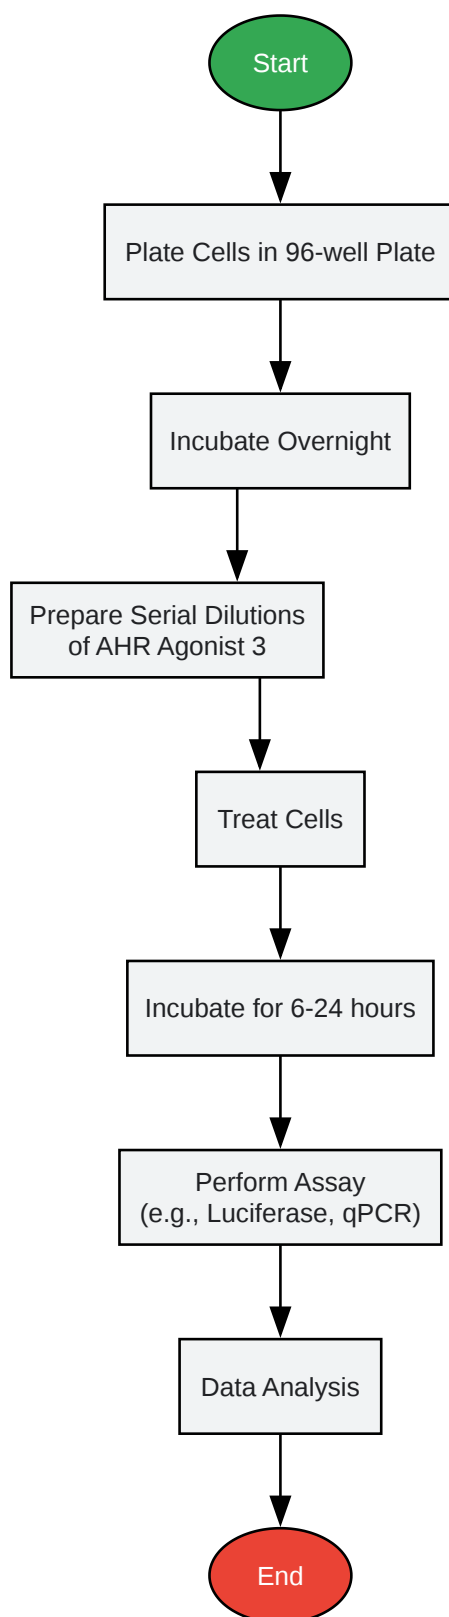 Start
Plate Cells in 96-well Plate
Incubate Overnight
Prepare Serial Dilutions
of AHR Agonist 3
Treat Cells
Incubate for 6-24 hours
Perform Assay
(e.g., Luciferase, qPCR)
Data Analysis
End